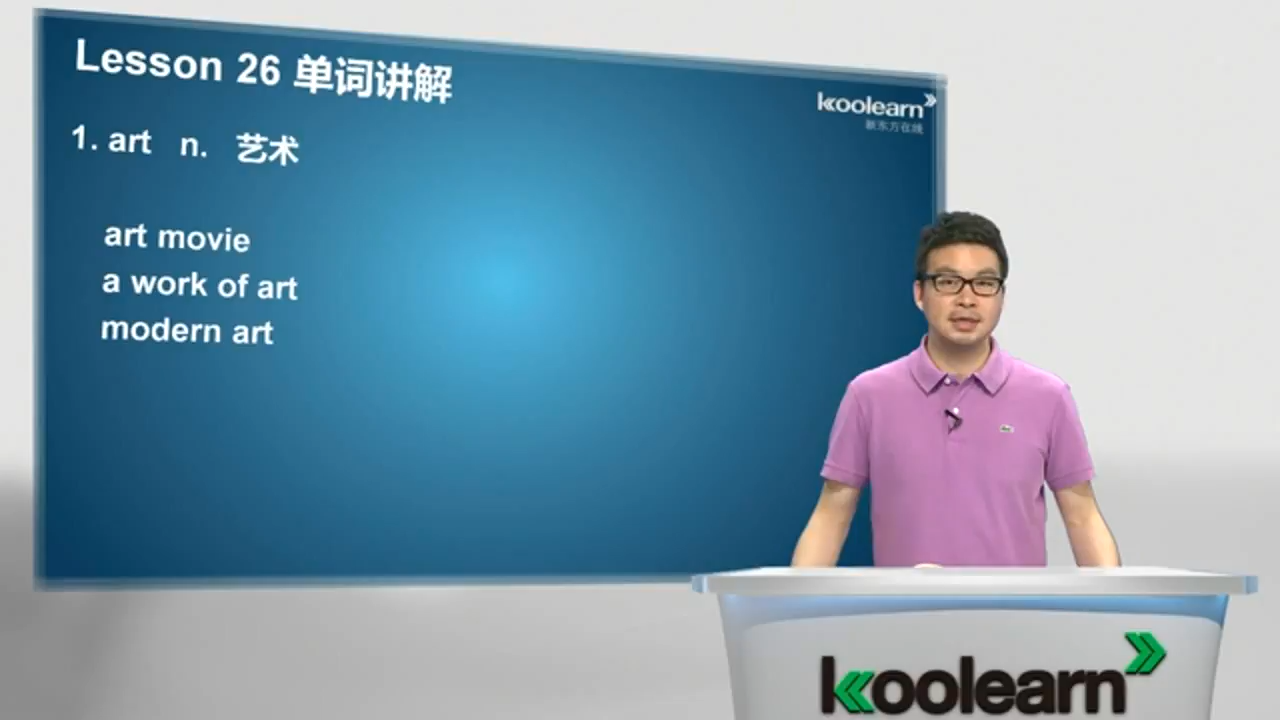 Lesson 26 单词讲解
koolearn
新东方在线
1. art n. 艺术
art movie
a work of art
modern art
koolearn